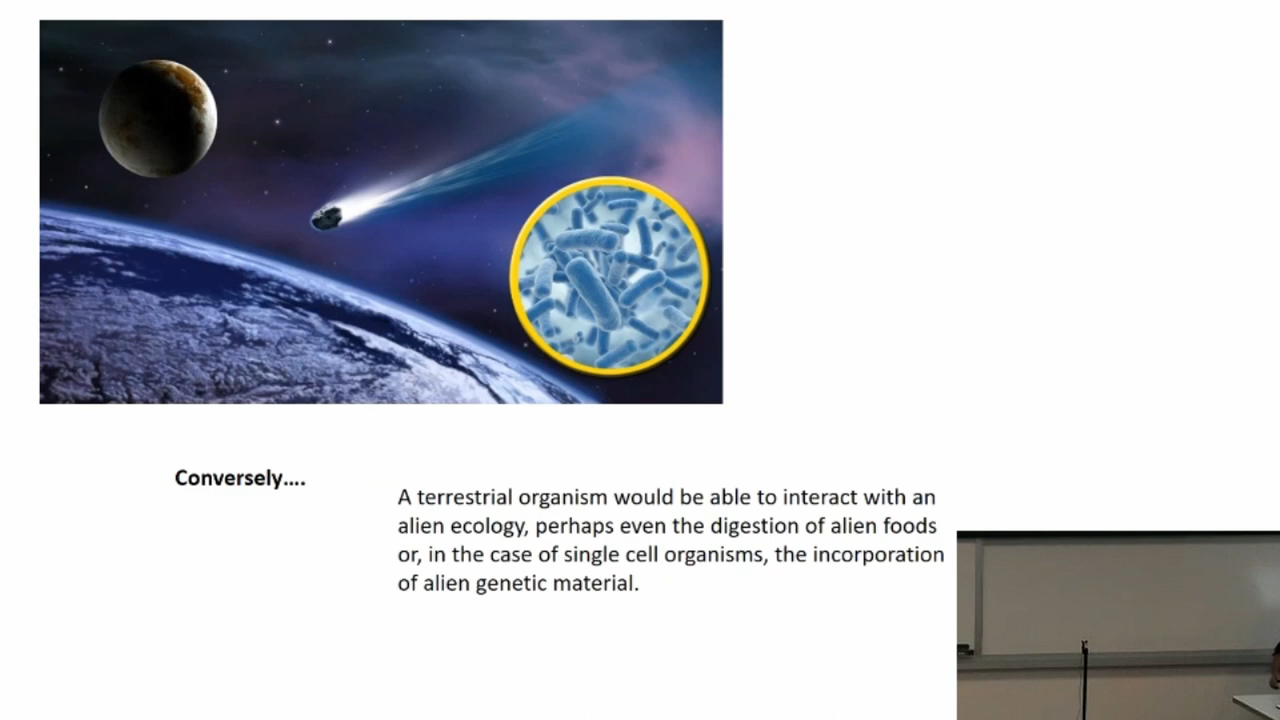 Conversely....
A terrestrial organism would be able to interact with an
alien ecology, perhaps even the digestion of alien foods
or, in the case of single cell organisms, the incorporation
of alien genetic material.